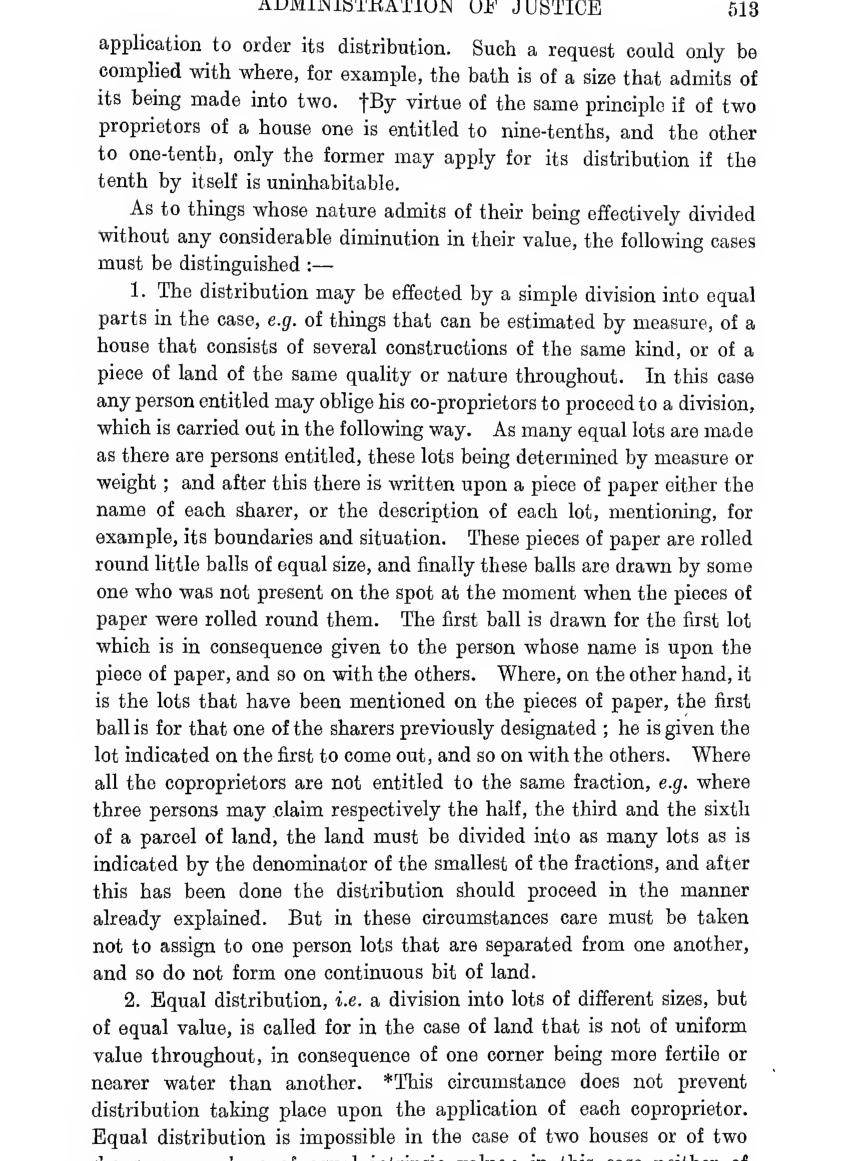 ADMINISTRATION OF JUSTICE 513
application to order its distribution. Such a request could only be
complied with where, for example, the bath is of a size that admits of
its being made into two. †By virtue of the same principle if of two
proprietors of a house one is entitled to nine-tenths, and the other
to one-tenth, only the former may apply for its distribution if the
tenth by itself is uninhabitable.
As to things whose nature admits of their being effectively divided
without any considerable diminution in their value, the following cases
must be distinguished :—
1. The distribution may be effected by a simple division into equal
parts in the case, e.g. of things that can be estimated by measure, of a
house that consists of several constructions of the same kind, or of a
piece of land of the same quality or nature throughout. In this case
any person entitled may oblige his co-proprietors to proceed to a division,
which is carried out in the following way. As many equal lots are made
as there are persons entitled, these lots being determined by measure or
weight ; and after this there is written upon a piece of paper either the
name of each sharer, or the description of each lot, mentioning, for
example, its boundaries and situation. These pieces of paper are rolled
round little balls of equal size, and finally these balls are drawn by some
one who was not present on the spot at the moment when the pieces of
paper were rolled round them. The first ball is drawn for the first lot
which is in consequence given to the person whose name is upon the
piece of paper, and so on with the others. Where, on the other hand, it
is the lots that have been mentioned on the pieces of paper, the first
ball is for that one of the sharers previously designated ; he is given the
lot indicated on the first to come out, and so on with the others. Where
all the coproprietors are not entitled to the same fraction, e.g. where
three persons may claim respectively the half, the third and the sixth
of a parcel of land, the land must be divided into as many lots as is
indicated by the denominator of the smallest of the fractions, and after
this has been done the distribution should proceed in the manner
already explained. But in these circumstances care must be taken
not to assign to one person lots that are separated from one another,
and so do not form one continuous bit of land.
2. Equal distribution, i.e. a division into lots of different sizes, but
of equal value, is called for in the case of land that is not of uniform
value throughout, in consequence of one corner being more fertile or
nearer water than another. *This circumstance does not prevent
distribution taking place upon the application of each coproprietor.
Equal distribution is impossible in the case of two houses or of two